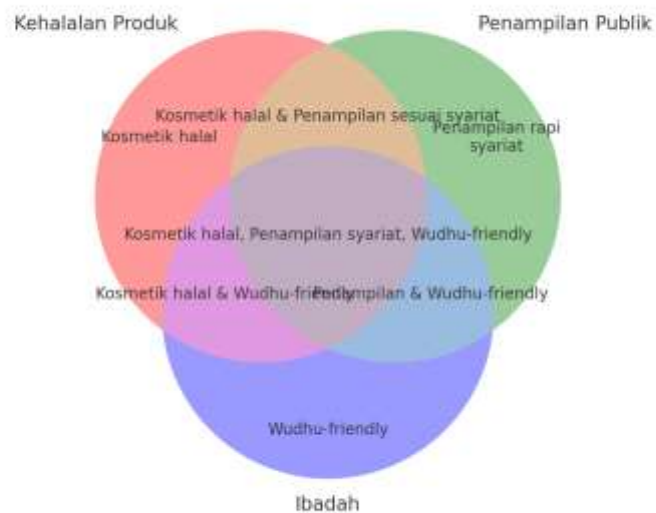 Kehalalan Produk
Penampilan Publik
Kosmetik halal & Penampilan sesuai syariat
Kosmetik halal
Penampilan rapi
syariat
Kosmetik halal, Penampilan syariat, Wudhu-friendly
Kosmetik halal & Wudhu-friendly
Penampilan & Wudhu-friendly
Wudhu-friendly
Ibadah